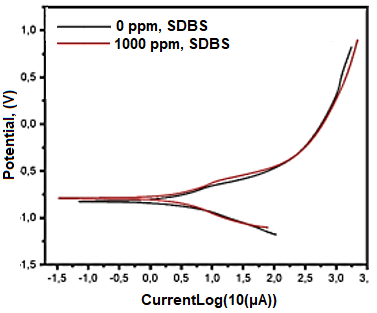 0 ppm, SDBS
1000 ppm, SDBS
Potential, (V)
1,0
0,5
0,0
-0,5
-1,0
-1,5
-1,5 -1,0 -0,5 0,0 0,5 1,0 1,5 2,0 2,5 3,0 3,
CurrentLog(10(µA))